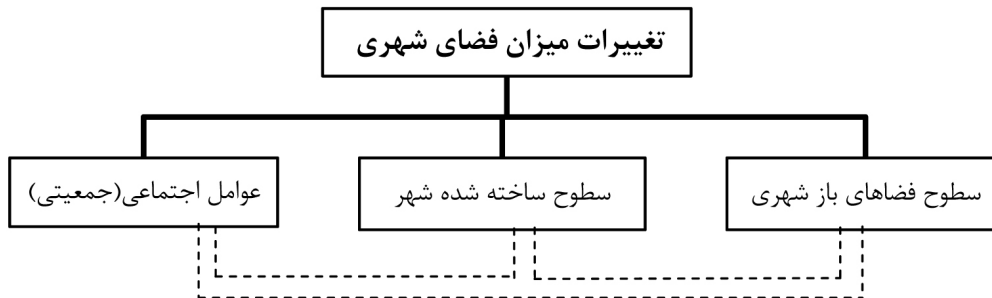 تغییرات میزان فضای شهری
سطوح فضاهای باز شهری
سطوح ساخته شده شهر
عوامل اجتماعی(جمعیتی)